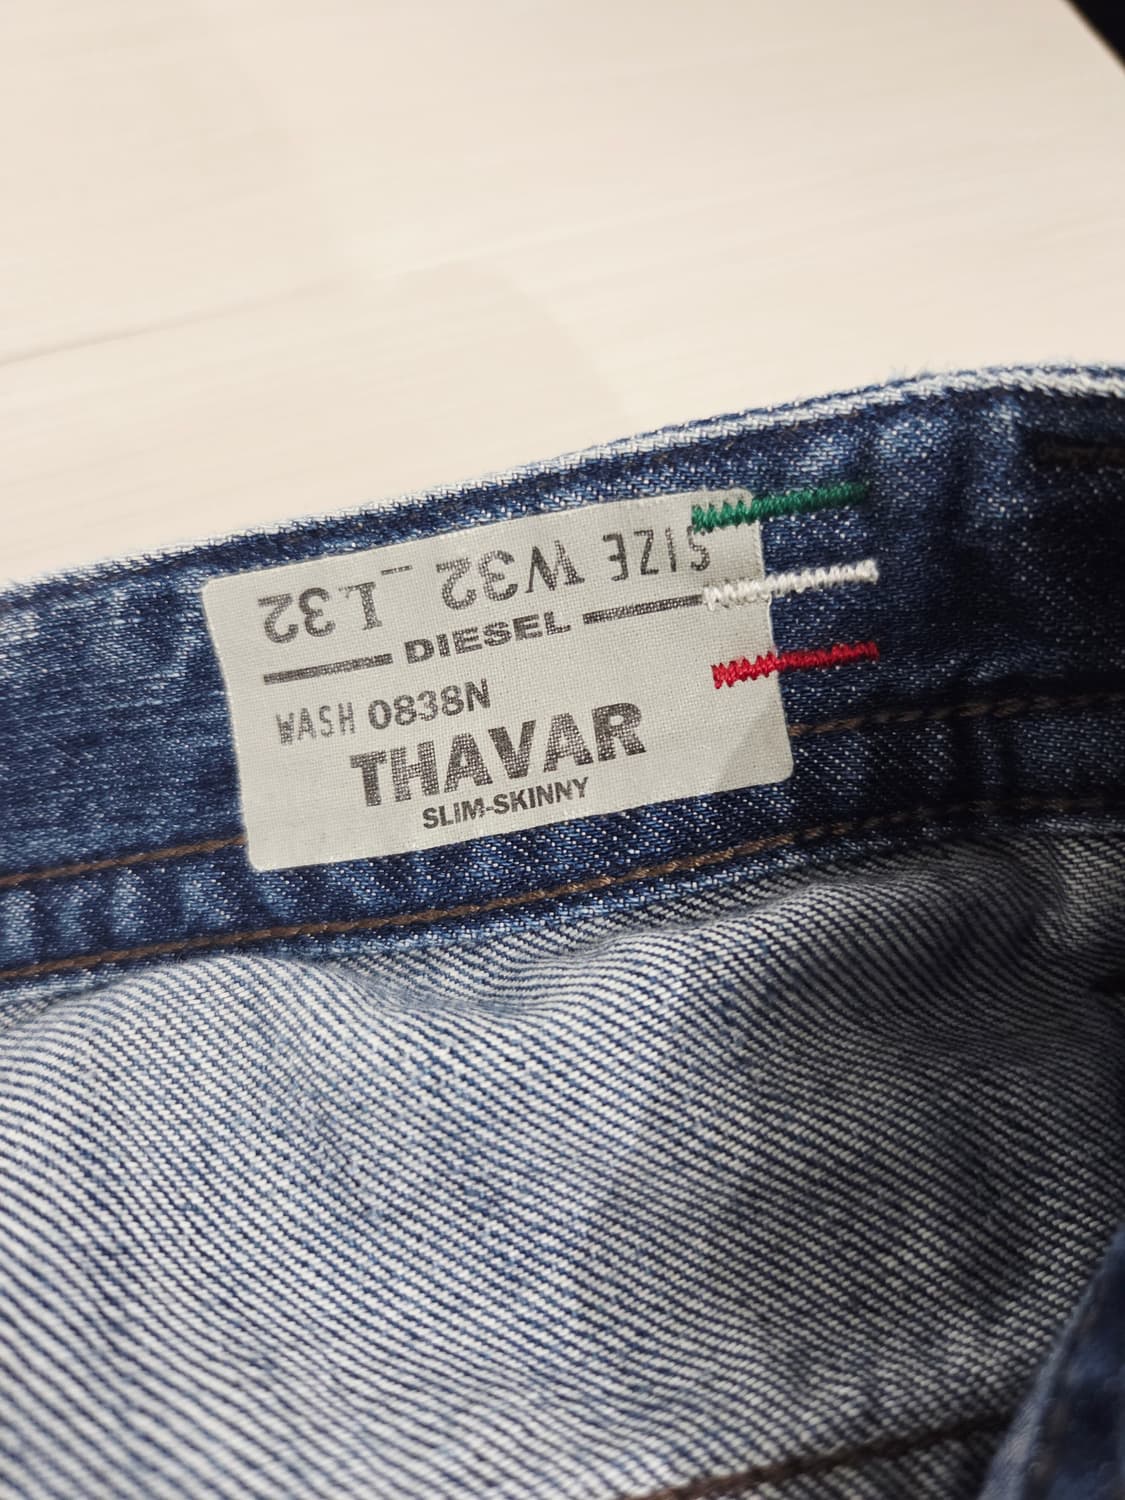 SIZE W32 _ L32
DIESEL
WASH 0838N
THAVAR
SLIM-SKINNY